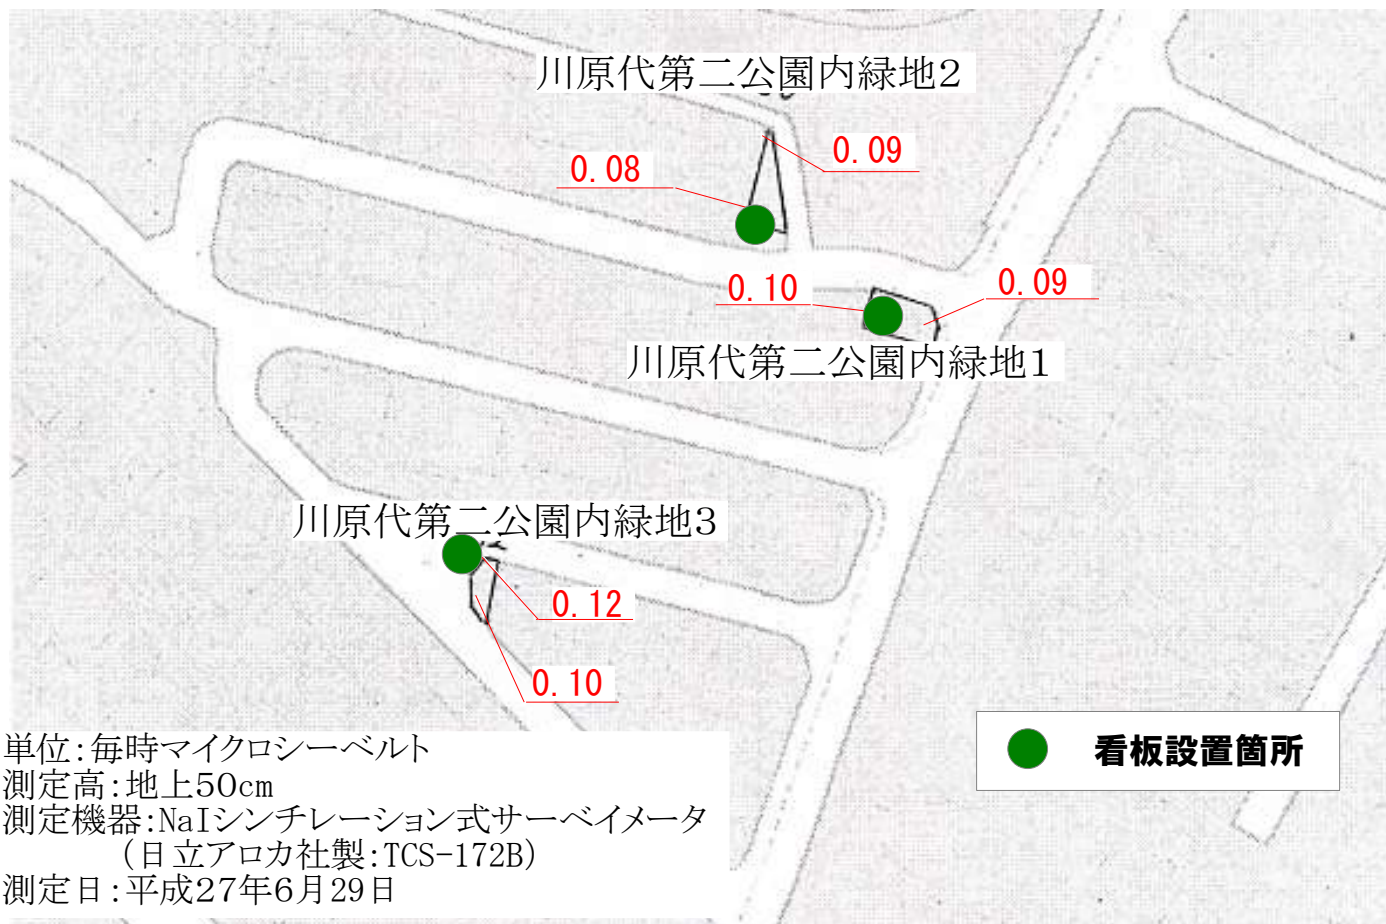 川原代第二公園内緑地2
0.09
0.08
0.10
0.09
川原代第二公園内緑地1
川原代第二公園内緑地3
0.12
0.10
看板設置箇所
単位：毎時マイクロシーベルト
測定高：地上50cm
測定機器：NaIシンチレーション式サーベイメータ
（日立アロカ社製：TCS-172B）
測定日：平成27年6月29日